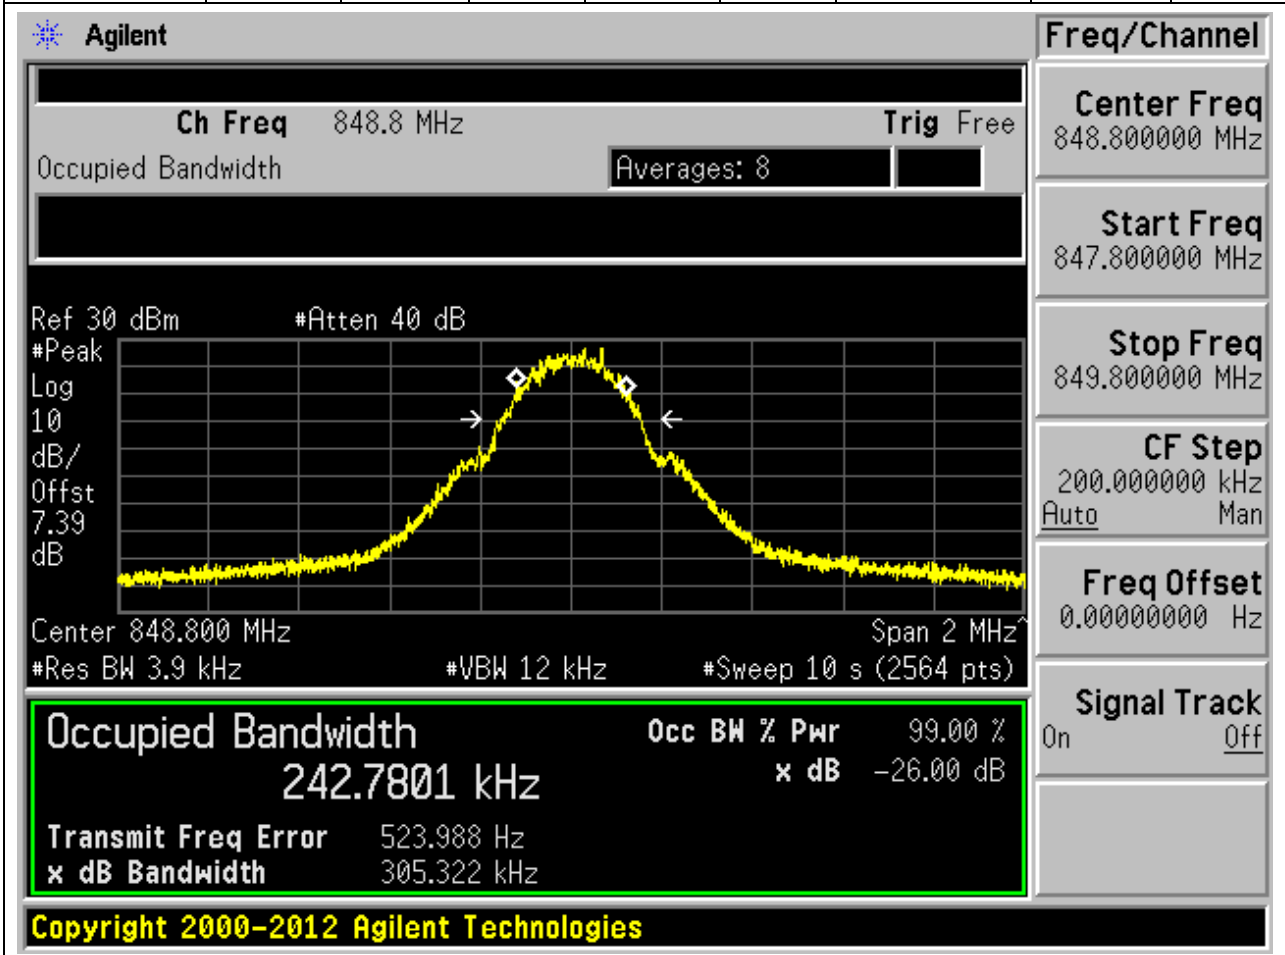 Agilent
Freq/Channel
Ch Freq 848.8 MHz Trig Free
Occupied Bandwidth Averages: 8
Center Freq
848.800000 MHz
Start Freq
847.800000 MHz
Stop Freq
849.800000 MHz
CF Step
200.000000 kHz
Auto Man
Freq Offset
0.00000000 Hz
Signal Track
On Off
Ref 30 dBm #Atten 40 dB
#Peak
Log
10
dB/
Offst
7.39
dB
Center 848.800 MHz Span 2 MHz^
#Res BW 3.9 kHz #VBW 12 kHz #Sweep 10 s (2564 pts)
Occupied Bandwidth Occ BW % Pwr 99.00 %
242.7801 kHz x dB -26.00 dB
Transmit Freq Error 523.988 Hz
x dB Bandwidth 305.322 kHz
Copyright 2000-2012 Agilent Technologies